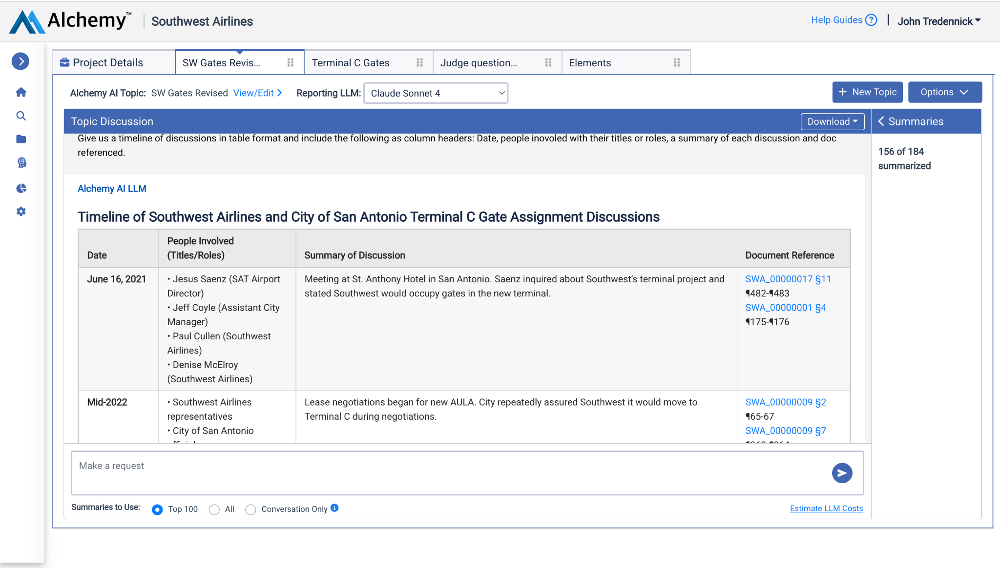 Alchemy™ | Southwest Airlines
Help Guides ? | John Tredennick
Project Details
SW Gates Revis...
Terminal C Gates
Judge question...
Elements
Alchemy AI Topic: SW Gates Revised View/Edit
Reporting LLM: Claude Sonnet 4
+ New Topic
Options
Topic Discussion
Download
Summaries
156 of 184
summarized
Give us a timeline of discussions in table format and include the following as column headers: Date, people inovoled with their titles or roles, a summary of each discussion and doc
referenced.
Alchemy AI LLM
Timeline of Southwest Airlines and City of San Antonio Terminal C Gate Assignment Discussions
Date
People Involved
(Titles/Roles)
Summary of Discussion
Document Reference
June 16, 2021
• Jesus Saenz (SAT Airport
Director)
• Jeff Coyle (Assistant City
Manager)
• Paul Cullen (Southwest
Airlines)
• Denise McElroy
(Southwest Airlines)
Meeting at St. Anthony Hotel in San Antonio. Saenz inquired about Southwest’s terminal project and
stated Southwest would occupy gates in the new terminal.
SWA_00000017 §11
¶482-¶483
SWA_00000001 §4
¶175-¶176
Mid-2022
• Southwest Airlines
representatives
• City of San Antonio
Lease negotiations began for new AULA. City repeatedly assured Southwest it would move to
Terminal C during negotiations.
SWA_00000009 §2
¶65-67
SWA_00000009 §7
Make a request
Summaries to Use: Top 100 All Conversation Only
Estimate LLM Costs